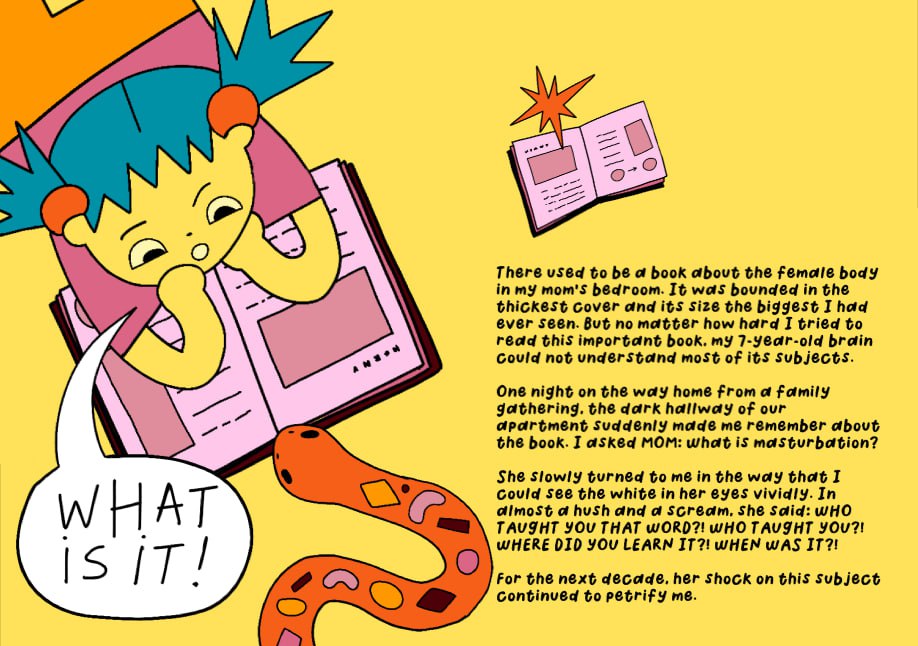 WHAT
iS iT!
There used to be a book about the female body
in my mom's bedroom. It was bounded in the
thickest cover and its size the biggest I had
ever seen. But no matter how hard I tried to
read this important book, my 7-year-old brain
could not understand most of its subjects.
One night on the way home from a family
gathering, the dark hallway of our
apartment suddenly made me remember about
the book. I asked MOM: what is masturbation?
She slowly turned to me in the way that I
could see the white in her eyes vividly. In
almost a hush and a scream, she said: WHO
TAUGHT YOU THAT WORD?! WHO TAUGHT YOU?!
WHERE DID YOU LEARN IT?! WHEN WAS IT?!
For the next decade, her shock on this subject
continued to petrify me.